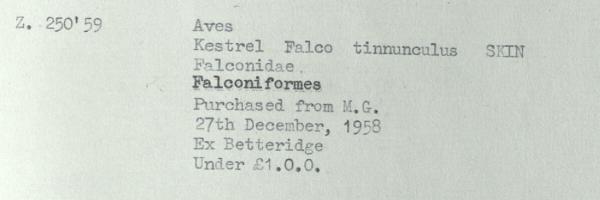 Z. 250'59 Aves
Kestrel Falco tinnunculus SKIN
Falconidae.
Falconiformes
Purchased from M.G.
27th December, 1958
Ex Betteridge
Under £1.0.0.